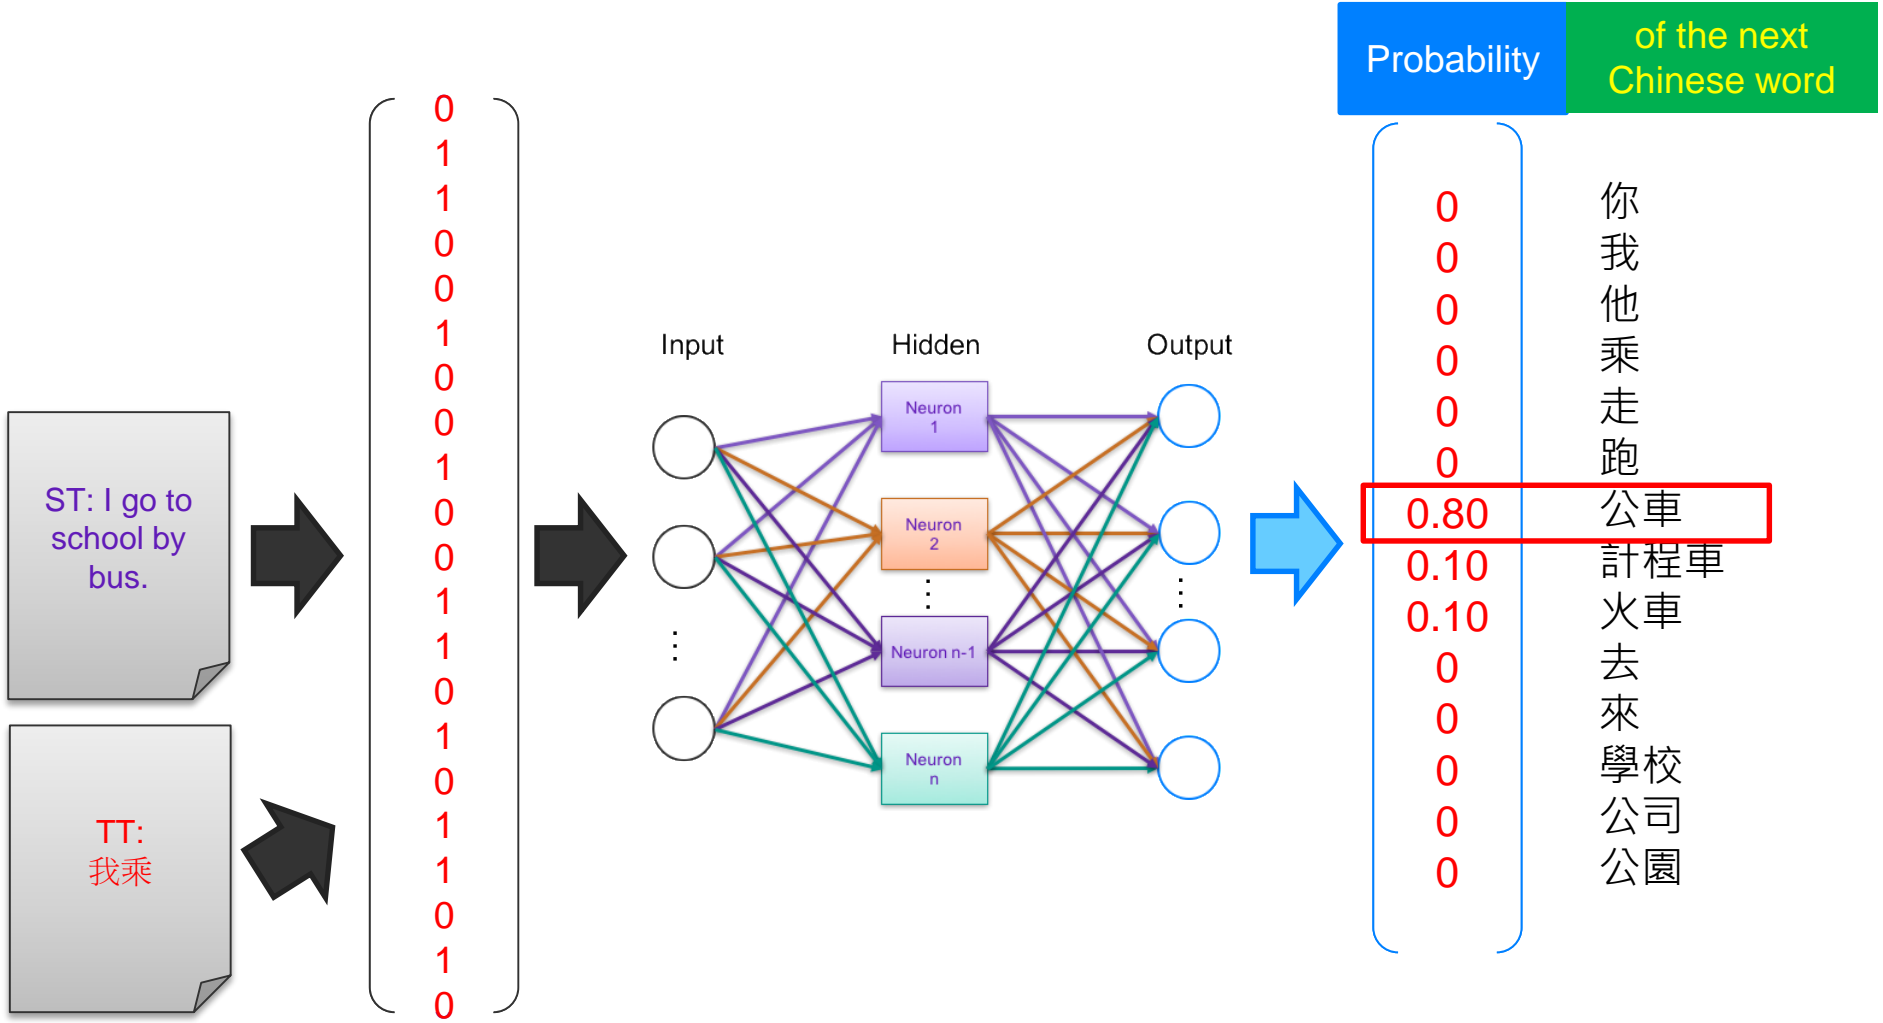 ST: I go to
school by
bus.
TT:
我乘
0
1
1
0
0
1
0
0
1
0
0
1
1
0
1
0
1
1
0
1
0
Input
Hidden
Output
Neuron
1
Neuron
2
Neuron n-1
Neuron
n
Probability
of the next
Chinese word
0 你
0 我
0 他
0 乘
0 走
0 跑
0.80 公車
0.10 計程車
0.10 火車
0 去
0 來
0 學校
0 公司
0 公園